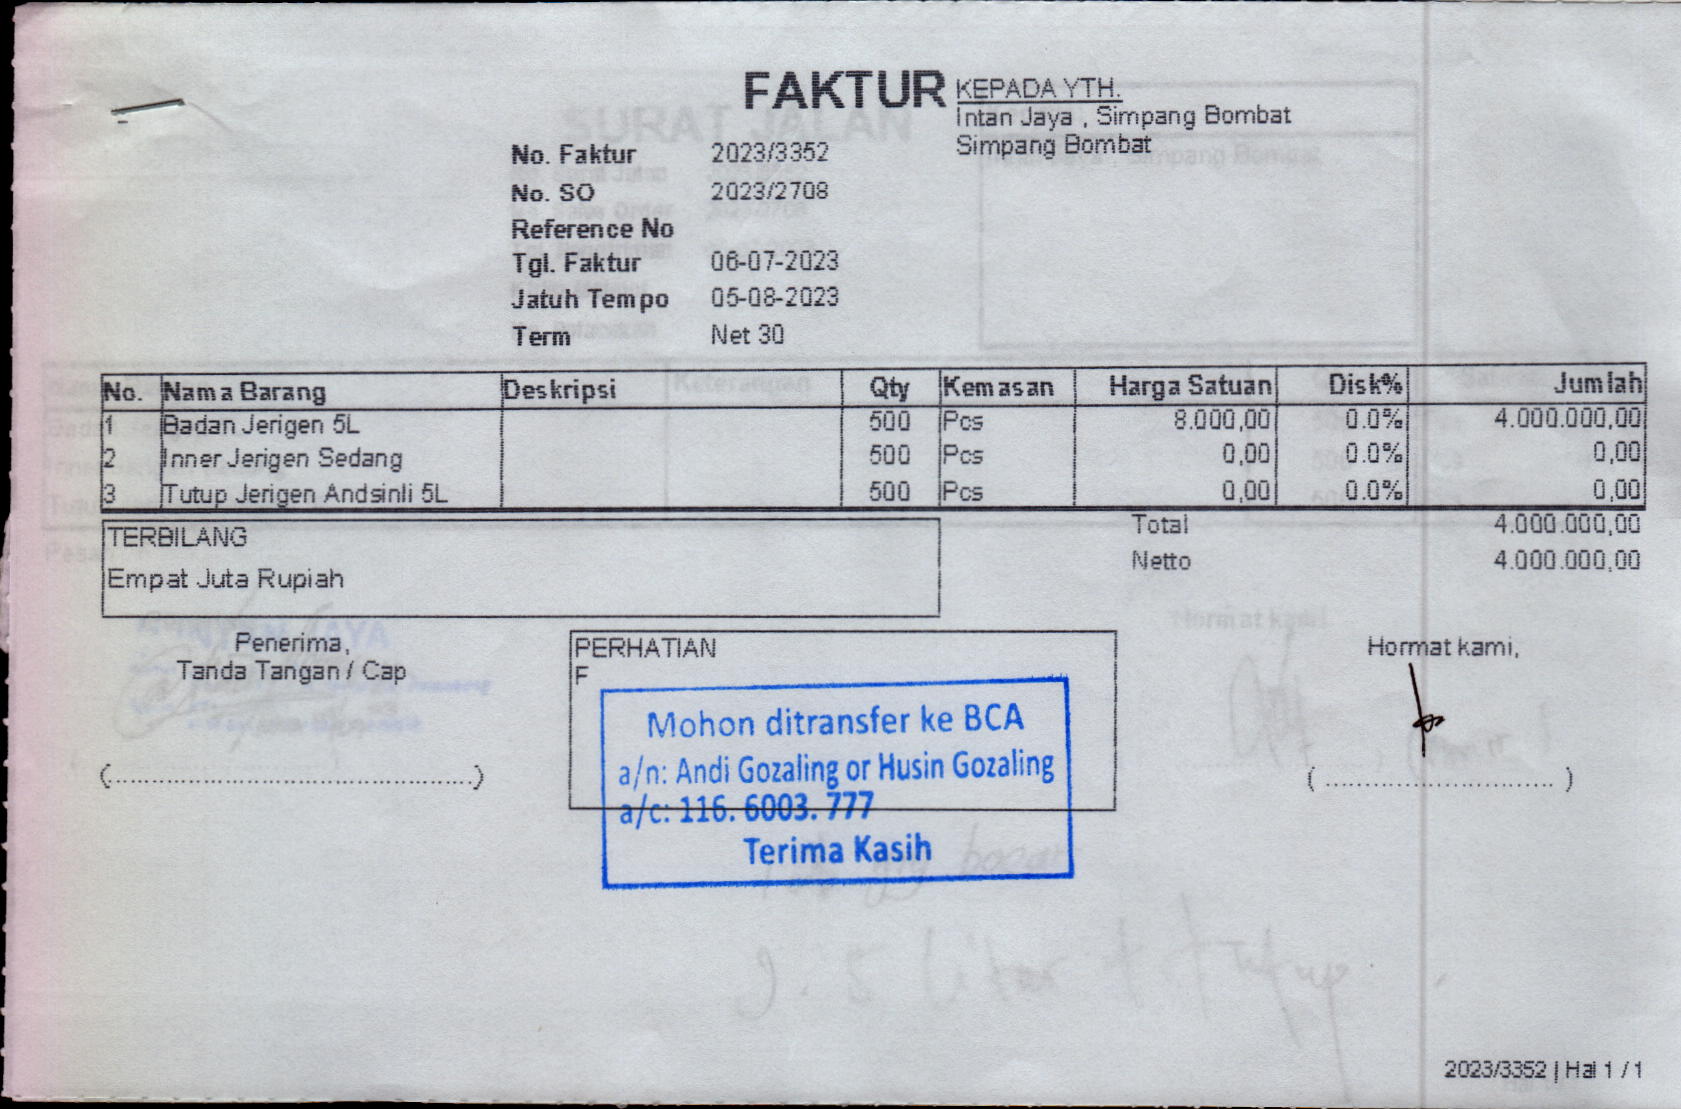 FAKTUR
KEPADA YTH.
Intan Jaya , Simpang Bombat
Simpang Bombat
No. Faktur 2023/3352
No. SO 2023/2708
Reference No
Tgl. Faktur 06-07-2023
Jatuh Tempo 05-08-2023
Term Net 30
No. Nama Barang Deskripsi Qty Kemasan Harga Satuan Disk% Jumlah
1 Badan Jerigen 5L 500 Pcs 8.000,00 0.0% 4.000.000,00
2 Inner Jerigen Sedang 500 Pcs 0,00 0.0% 0,00
3 Tutup Jerigen Andsinli 5L 500 Pcs 0,00 0.0% 0,00
Total 4.000.000,00
Netto 4.000.000,00
TERBILANG
Empat Juta Rupiah
Penerima,
Tanda Tangan / Cap
(.................................................)
PERHATIAN
F
Mohon ditransfer ke BCA
a/n: Andi Gozaling or Husin Gozaling
a/c: 116. 6003. 777
Terima Kasih
Hormat kami,
( ............................... )
SURAT JALAN
Keterangan
2023/3352 | Hal 1 / 1